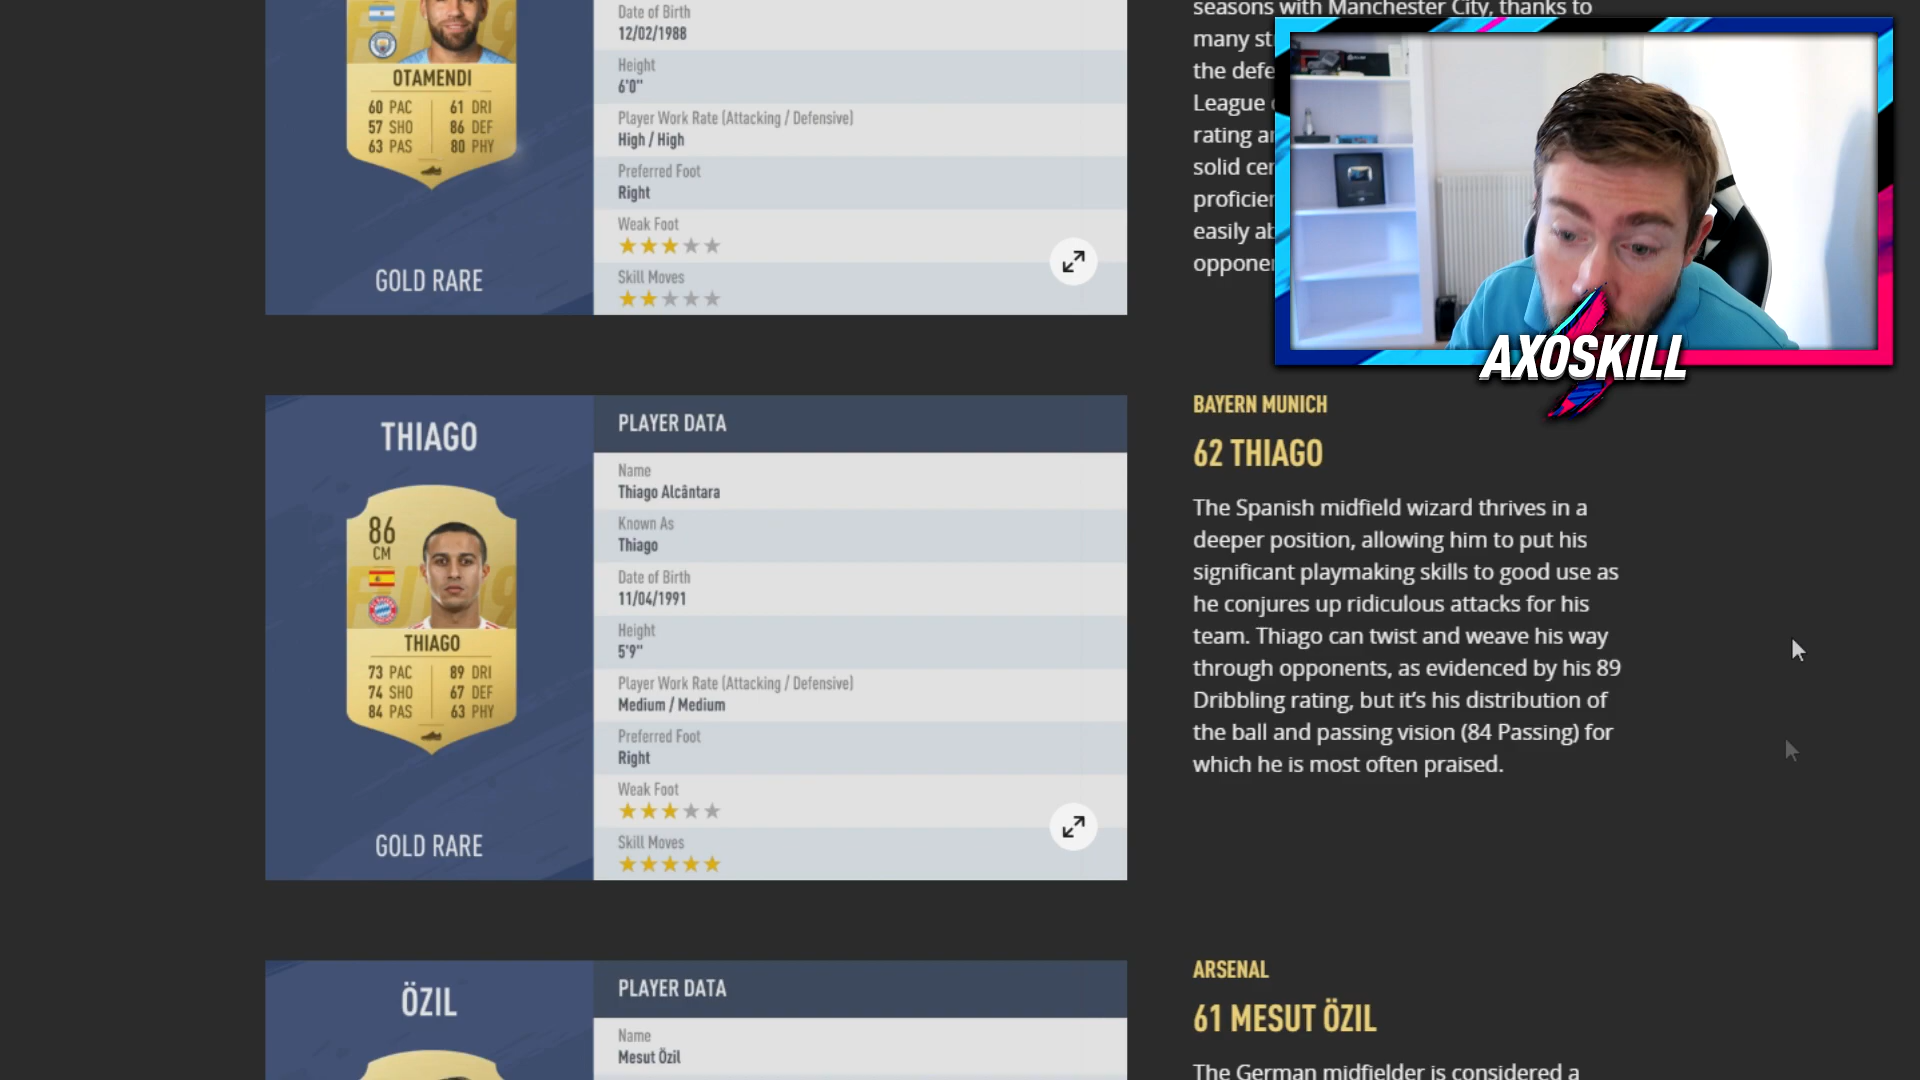 Date of Birth
12/02/1988
Height
6'0"
Player Work Rate (Attacking / Defensive)
High / High
Preferred Foot
Right
Weak Foot
Skill Moves
OTAMENDI
60 PAC 61 DRI
57 SHO 86 DEF
63 PAS 80 PHY
GOLD RARE
seasons with Manchester City, thanks to
many
the
League
rating
solid
easily
AXOSKILL
THIAGO
86
CM
THIAGO
73 PAC 89 DRI
74 SHO 67 DEF
84 PAS 63 PHY
GOLD RARE
PLAYER DATA
Name
Thiago Alcântara
Known As
Thiago
Date of Birth
11/04/1991
Height
5'9"
Player Work Rate (Attacking / Defensive)
Medium / Medium
Preferred Foot
Right
Weak Foot
Skill Moves
BAYERN MUNICH
62 THIAGO
The Spanish midfield wizard thrives in a
deeper position, allowing him to put his
significant playmaking skills to good use as
he conjures up ridiculous attacks for his
team. Thiago can twist and weave his way
through opponents, as evidenced by his 89
Dribbling rating, but it's his distribution of
the ball and passing vision (84 Passing) for
which he is most often praised.
ÖZIL
PLAYER DATA
Name
Mesut Özil
ARSENAL
61 MESUT ÖZIL
The German midfielder is considered a